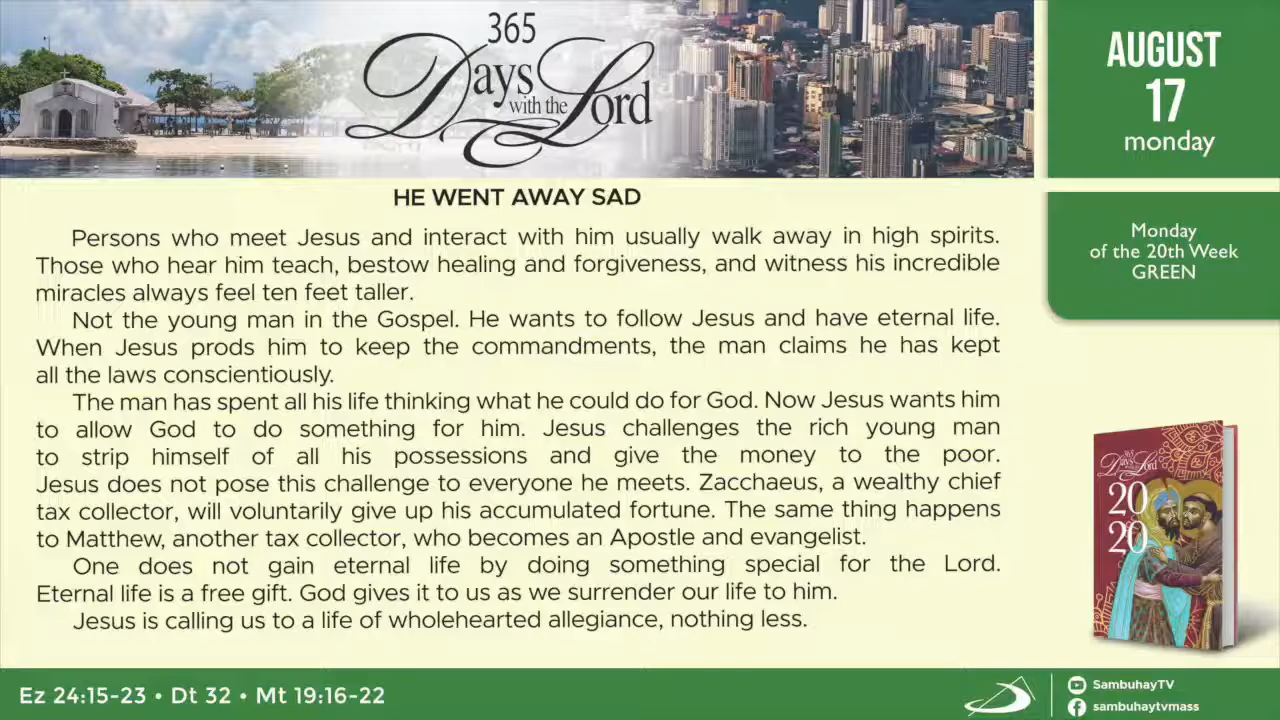 365
Days with the Lord
AUGUST
17
monday
Monday
of the 20th Week
GREEN
HE WENT AWAY SAD
Persons who meet Jesus and interact with him usually walk away in high spirits.
Those who hear him teach, bestow healing and forgiveness, and witness his incredible
miracles always feel ten feet taller.
Not the young man in the Gospel. He wants to follow Jesus and have eternal life.
When Jesus prods him to keep the commandments, the man claims he has kept
all the laws conscientiously.
The man has spent all his life thinking what he could do for God. Now Jesus wants him
to allow God to do something for him. Jesus challenges the rich young man
to strip himself of all his possessions and give the money to the poor.
Jesus does not pose this challenge to everyone he meets. Zacchaeus, a wealthy chief
tax collector, will voluntarily give up his accumulated fortune. The same thing happens
to Matthew, another tax collector, who becomes an Apostle and evangelist.
One does not gain eternal life by doing something special for the Lord.
Eternal life is a free gift. God gives it to us as we surrender our life to him.
Jesus is calling us to a life of wholehearted allegiance, nothing less.
365
Days with the Lord
20
20
Ez 24:15-23 • Dt 32 • Mt 19:16-22
SambuhayTV
sambuhaytvmass